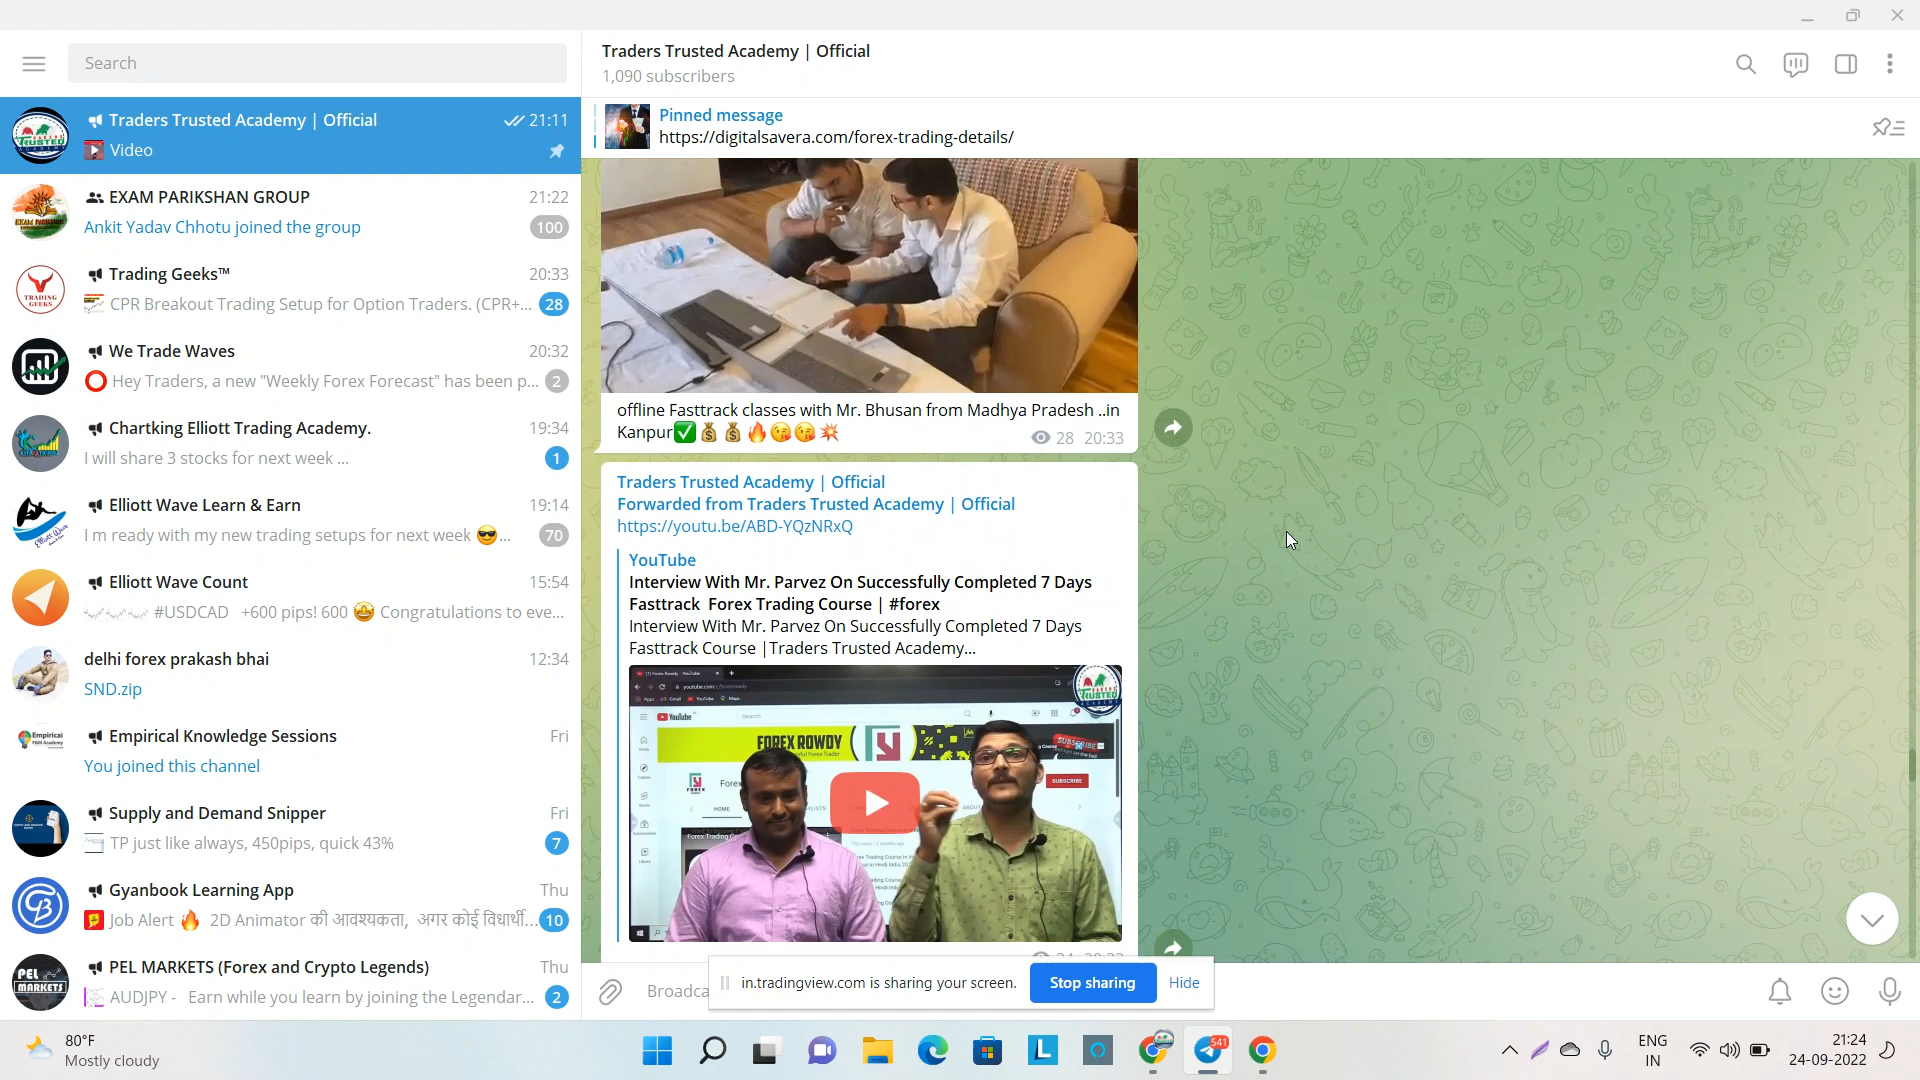 Search
Traders Trusted Academy | Official
21:11
Video
EXAM PARIKSHAN GROUP
21:22
Ankit Yadav Chhotu joined the group
100
Trading Geeks™
20:33
CPR Breakout Trading Setup for Option Traders. (CPR+...
28
We Trade Waves
20:32
Hey Traders, a new "Weekly Forex Forecast" has been p...
2
Chartking Elliott Trading Academy.
19:34
I will share 3 stocks for next week ...
1
Elliott Wave Learn & Earn
19:14
I m ready with my new trading setups for next week 😎...
70
Elliott Wave Count
15:54
#USDCAD +600 pips! 600 🤩 Congratulations to eve...
delhi forex prakash bhai
12:34
SND.zip
Empirical Knowledge Sessions
Fri
You joined this channel
Supply and Demand Snipper
Fri
TP just like always, 450pips, quick 43%
7
Gyanbook Learning App
Thu
Job Alert 🔥 2D Animator की आवश्यकता, अगर कोई विधार्थी...
10
PEL MARKETS (Forex and Crypto Legends)
Thu
AUDJPY - Earn while you learn by joining the Legendar...
2
Traders Trusted Academy | Official
1,090 subscribers
Pinned message
https://digitalsavera.com/forex-trading-details/
offline Fasttrack classes with Mr. Bhusan from Madhya Pradesh ..in
Kanpur✅💰💰🔥😘😘💥
28 20:33
Traders Trusted Academy | Official
Forwarded from Traders Trusted Academy | Official
https://youtu.be/ABD-YQzNRxQ
YouTube
Interview With Mr. Parvez On Successfully Completed 7 Days
Fasttrack Forex Trading Course | #forex
Interview With Mr. Parvez On Successfully Completed 7 Days
Fasttrack Course |Traders Trusted Academy...
YouTube
Search
FOREX ROWDY
SUBSCRIBE
SUBSCRIBE
HOME
Broadca
in.tradingview.com is sharing your screen.
Stop sharing
Hide
80°F
Mostly cloudy
541
ENG
IN
21:24
24-09-2022